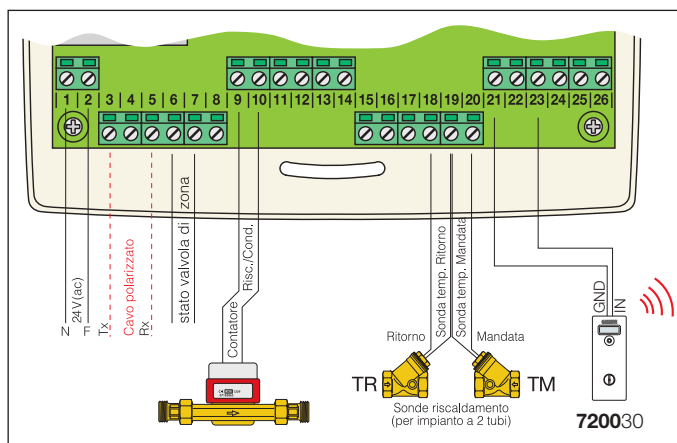 1 2 3 4 5 6 7 8 9 10 11 12 13 14 15 16 17 18 19 20 21 22 23 24 25 26
N
24V(ac)
F
Tx
Cavo polarizzato
Rx
stato valvola di zona
Contatore
Risc./Cond.
Sonda temp. Ritorno
Sonda temp. Mandata
GND
IN
Ritorno
Mandata
TR
TM
Sonde riscaldamento
(per impianto a 2 tubi)
720030